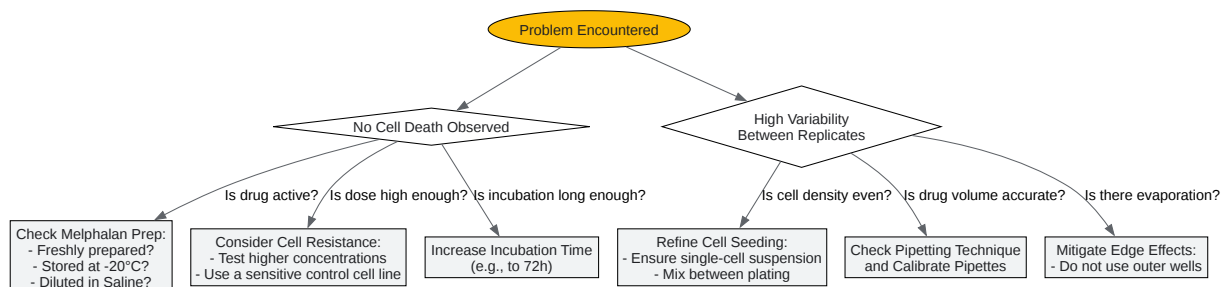 Problem Encountered
No Cell Death Observed
High Variability
Between Replicates
Is drug active?
Is dose high enough?
Is incubation long enough?
Is cell density even?
Is drug volume accurate?
Is there evaporation?
Check Melphalan Prep:
- Freshly prepared?
- Stored at -20°C?
- Diluted in Saline?
Consider Cell Resistance:
- Test higher concentrations
- Use a sensitive control cell line
Increase Incubation Time
(e.g., to 72h)
Refine Cell Seeding:
- Ensure single-cell suspension
- Mix between plating
Check Pipetting Technique
and Calibrate Pipettes
Mitigate Edge Effects:
- Do not use outer wells